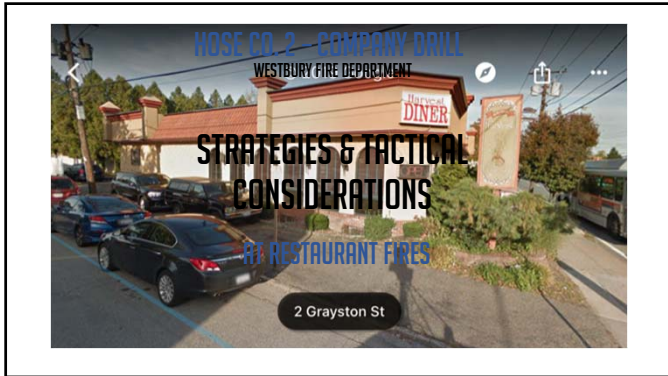 HOSE CO. 2 - COMPANY DRILL
WESTBURY FIRE DEPARTMENT
Harvest
DINER
STRATEGIES & TACTICAL
CONSIDERATIONS
AT RESTAURANT FIRES
2 Grayston St